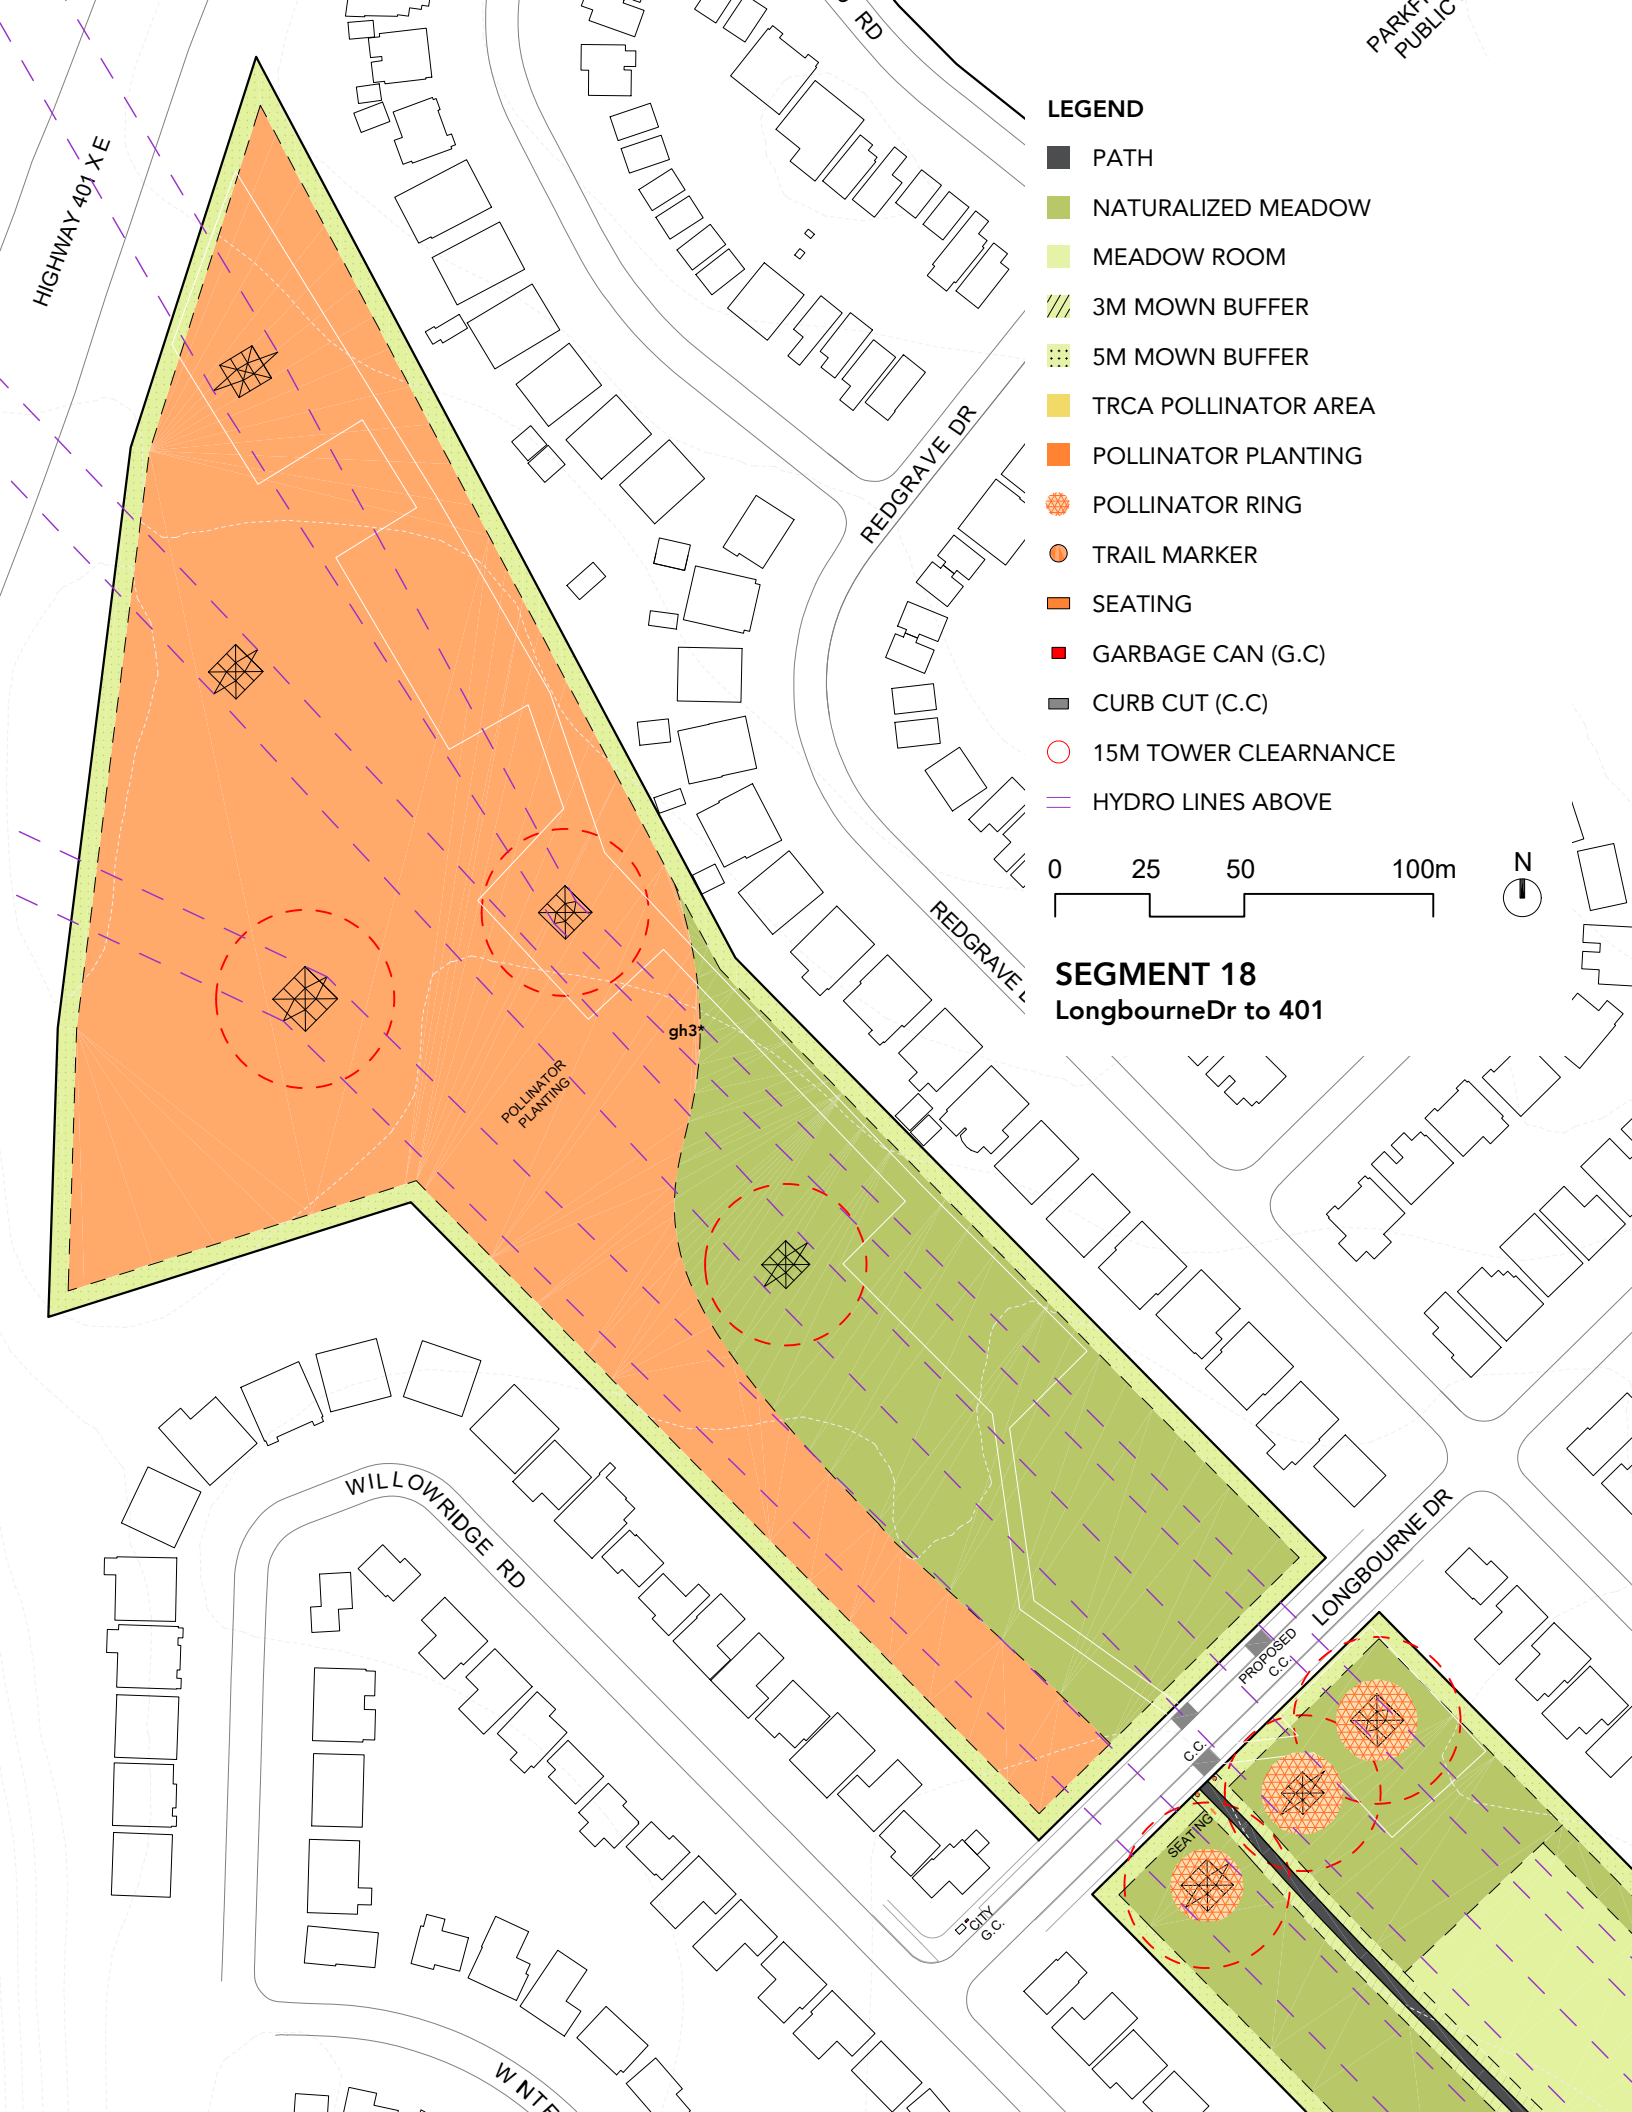 RD
PUBLIC
HIGHWAY 401 X E
LEGEND
PATH
NATURALIZED MEADOW
MEADOW ROOM
3M MOWN BUFFER
5M MOWN BUFFER
TRCA POLLINATOR AREA
POLLINATOR PLANTING
POLLINATOR RING
TRAIL MARKER
SEATING
GARBAGE CAN (G.C)
CURB CUT (C.C)
15M TOWER CLEARNANCE
HYDRO LINES ABOVE
0 25 50 100m
N
SEGMENT 18
LongbourneDr to 401
REDGRAVE DR
REDGRAVE
gh3*
POLLINATOR
PLANTING
WILLOWRIDGE RD
LONGBOURNE DR
PROPOSED
C.C.
C.C.
SEATING
CITY
G.C.